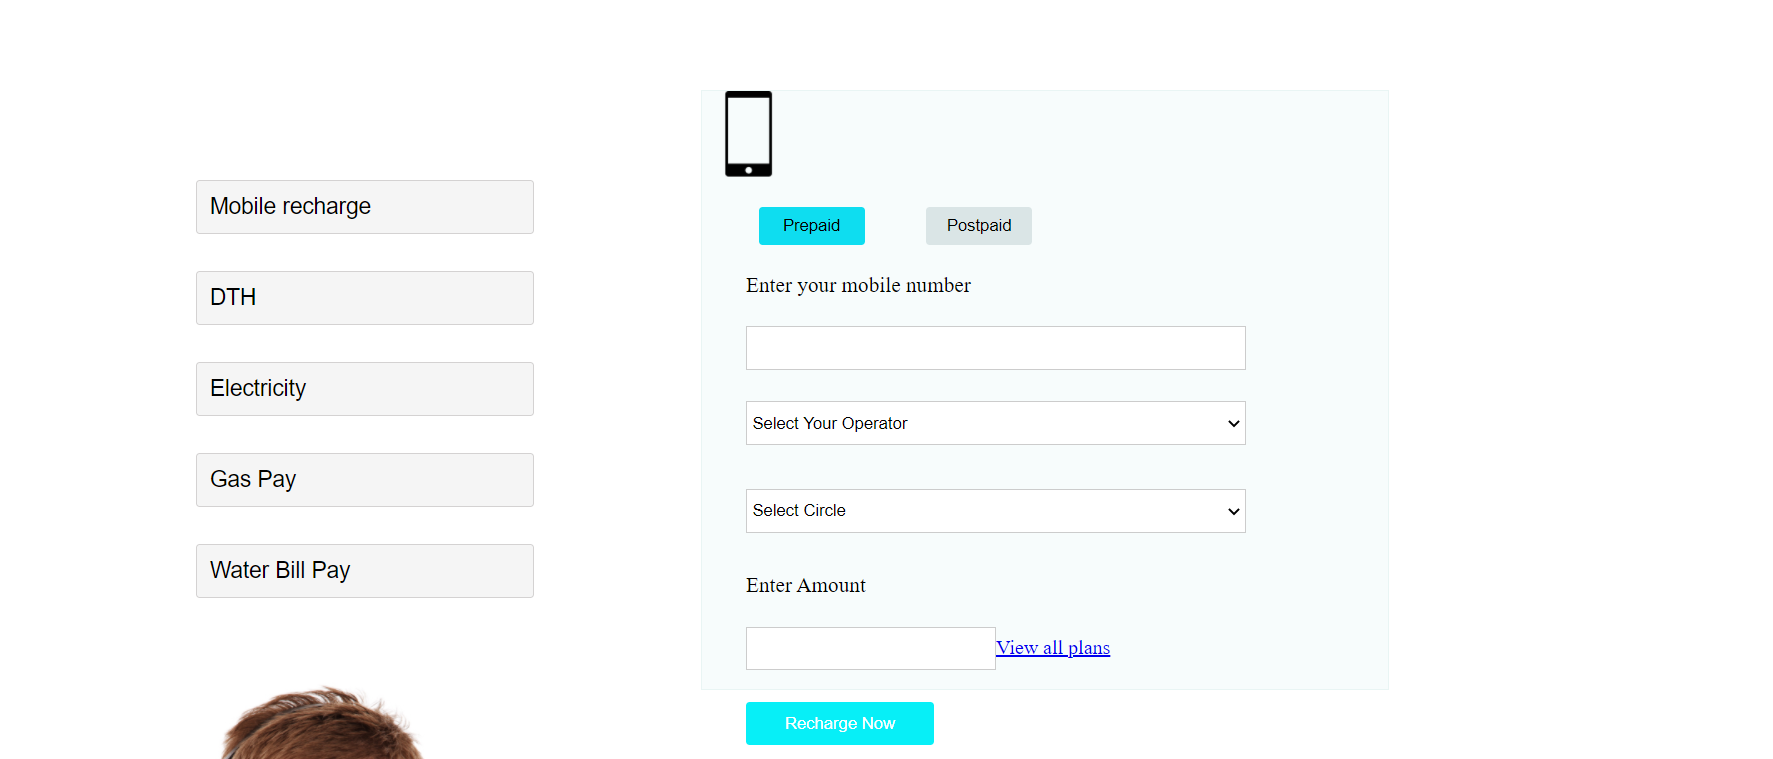 Mobile recharge
DTH
Electricity
Gas Pay
Water Bill Pay
Prepaid
Postpaid
Enter your mobile number
Select Your Operator
Select Circle
Enter Amount
View all plans
Recharge Now